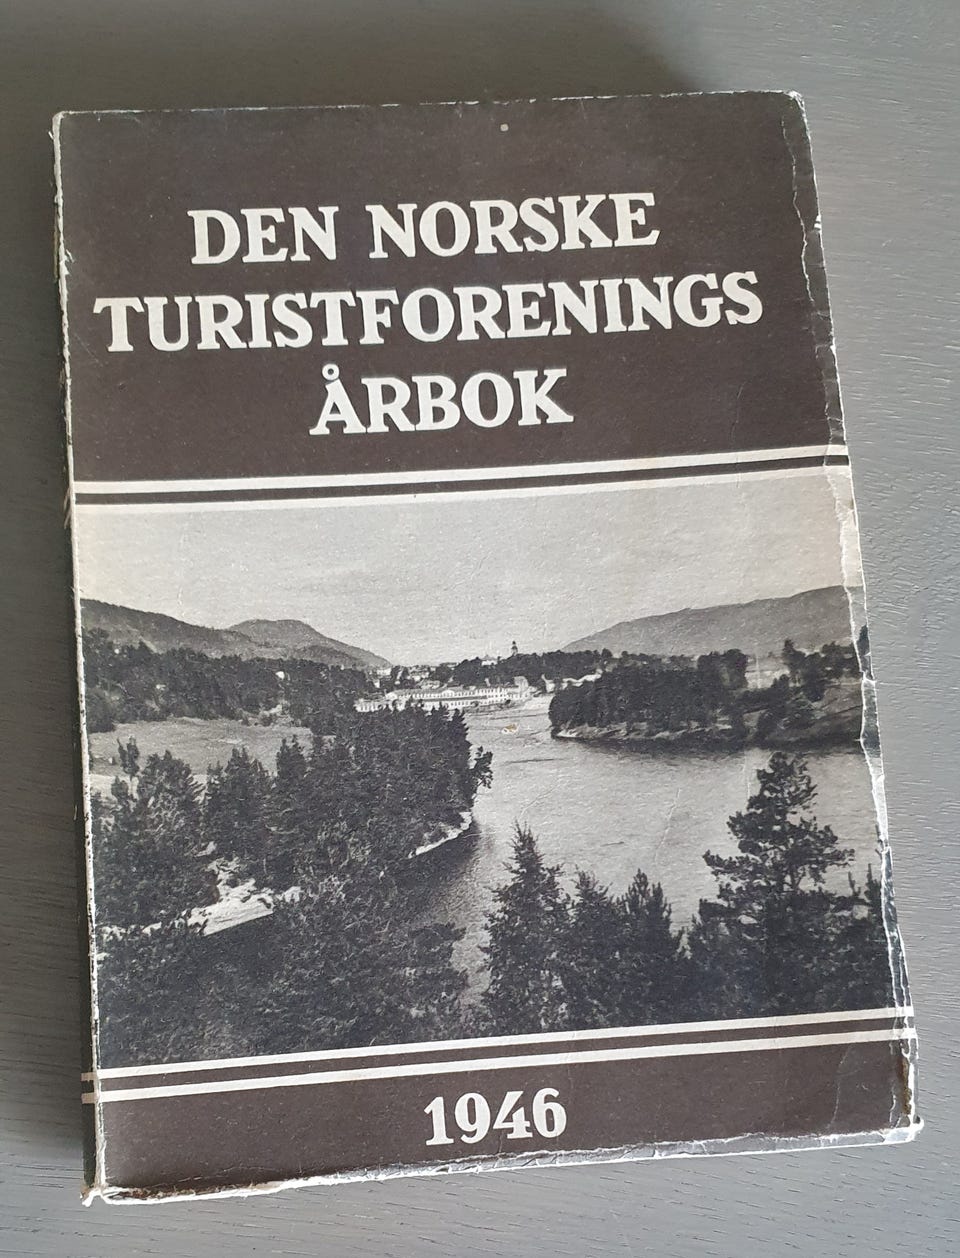 DEN NORSKE
TURISTFORENINGS
ÅRBOK
1946